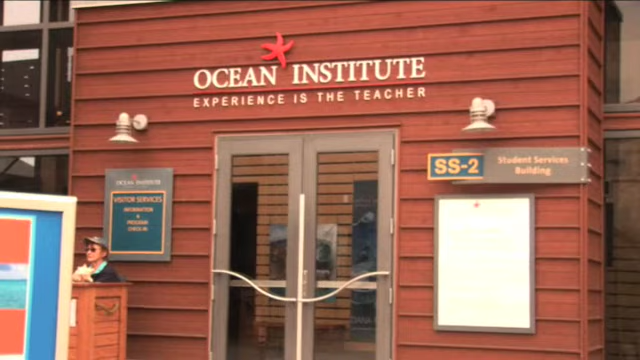 OCEAN INSTITUTE
EXPERIENCE IS THE TEACHER
SS-2
Student Services
Building
OCEAN INSTITUTE
VISITOR SERVICES
INFORMATION
&
PROGRAM
CHECK IN
DANA